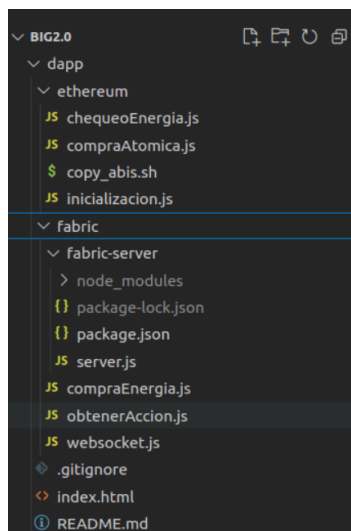 BIG2.0
dapp
ethereum
JS chequeoEnergia.js
JS compraAtomica.js
$ copy_abis.sh
JS inicializacion.js
fabric
fabric-server
node_modules
{} package-lock.json
{} package.json
JS server.js
JS compraEnergia.js
JS obtenerAccion.js
JS websocket.js
.gitignore
<> index.html
README.md